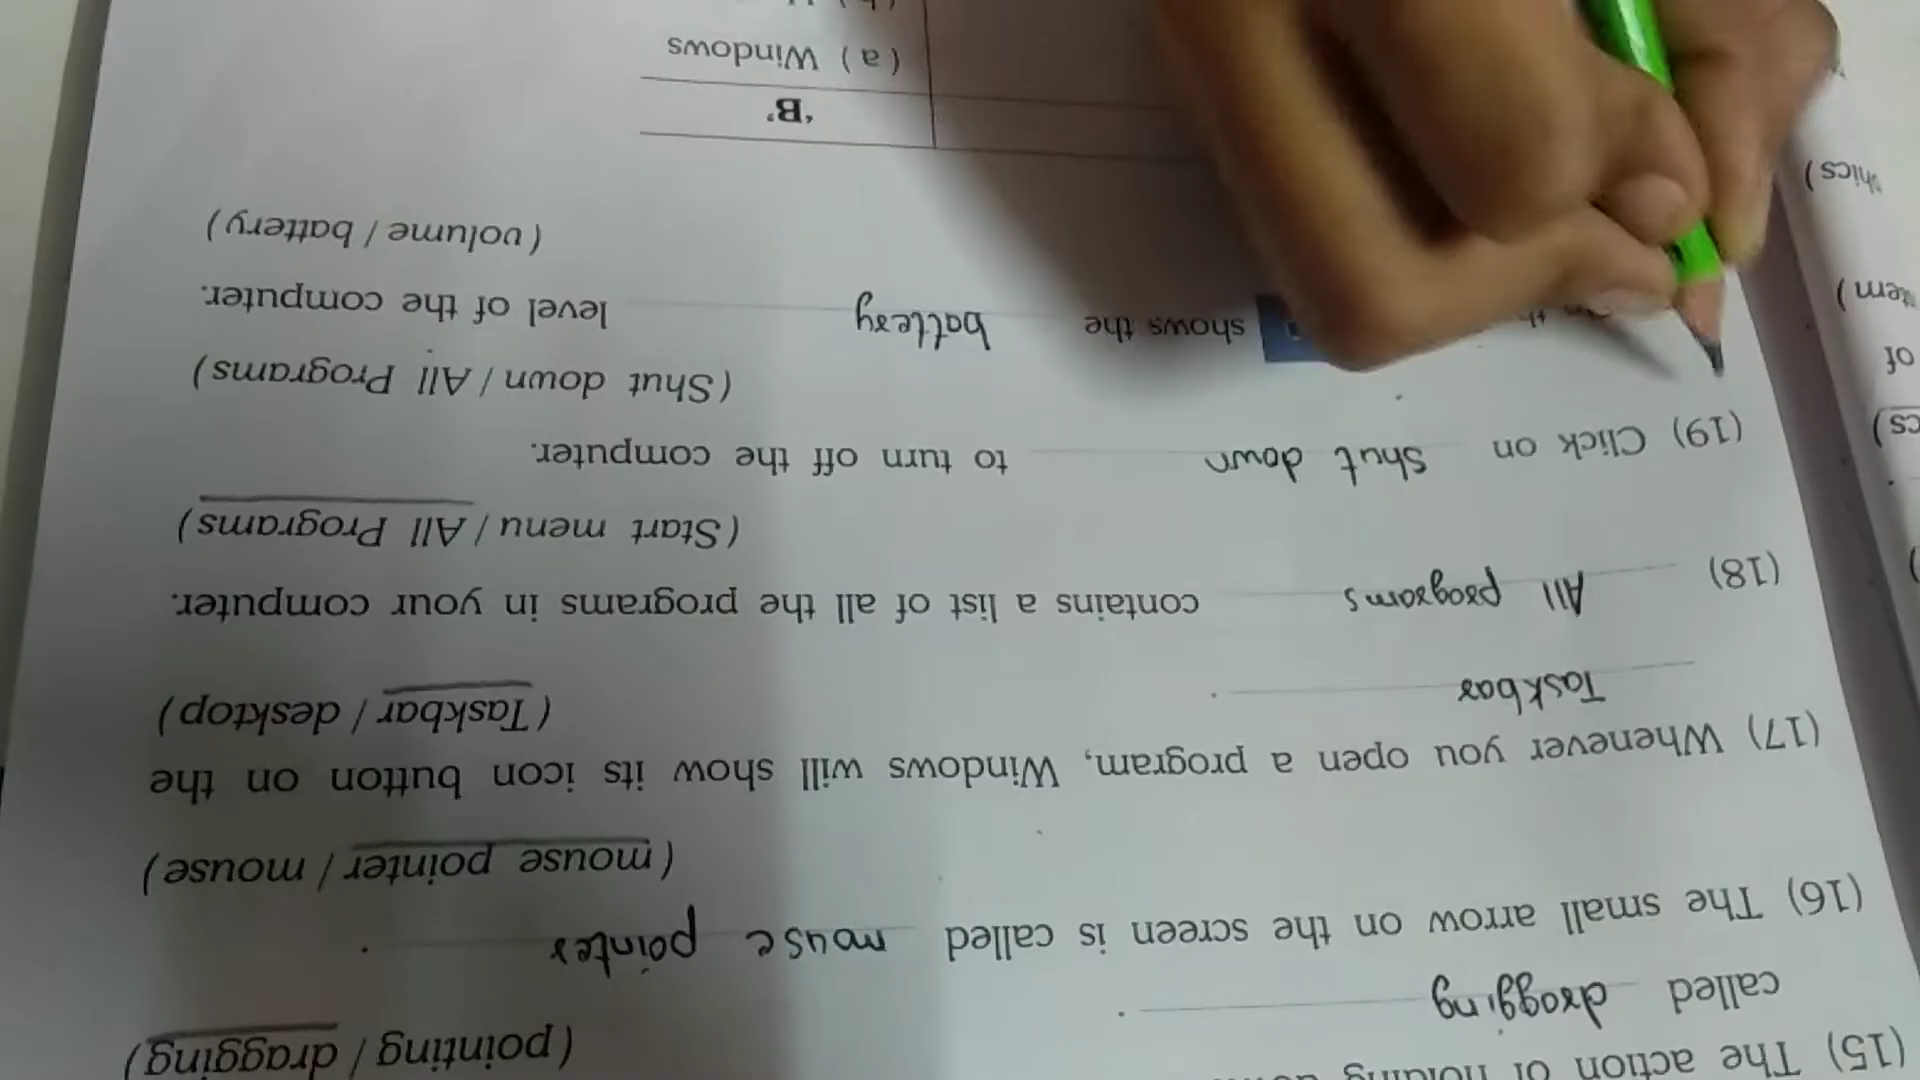 (15) The action of holding
called dragging .
(pointing / dragging)
(16) The small arrow on the screen is called mouse pointer .
(mouse pointer / mouse)
(17) Whenever you open a program, Windows will show its icon button on the
Taskbar .
(Taskbar / desktop)
(18) All programs contains a list of all the programs in your computer.
(Start menu / All Programs)
(19) Click on shut down to turn off the computer.
(Shut down / All Programs)
shows the battery level of the computer.
(volume / battery)
'B'
(a) Windows
cs)
of
tem)
hics)